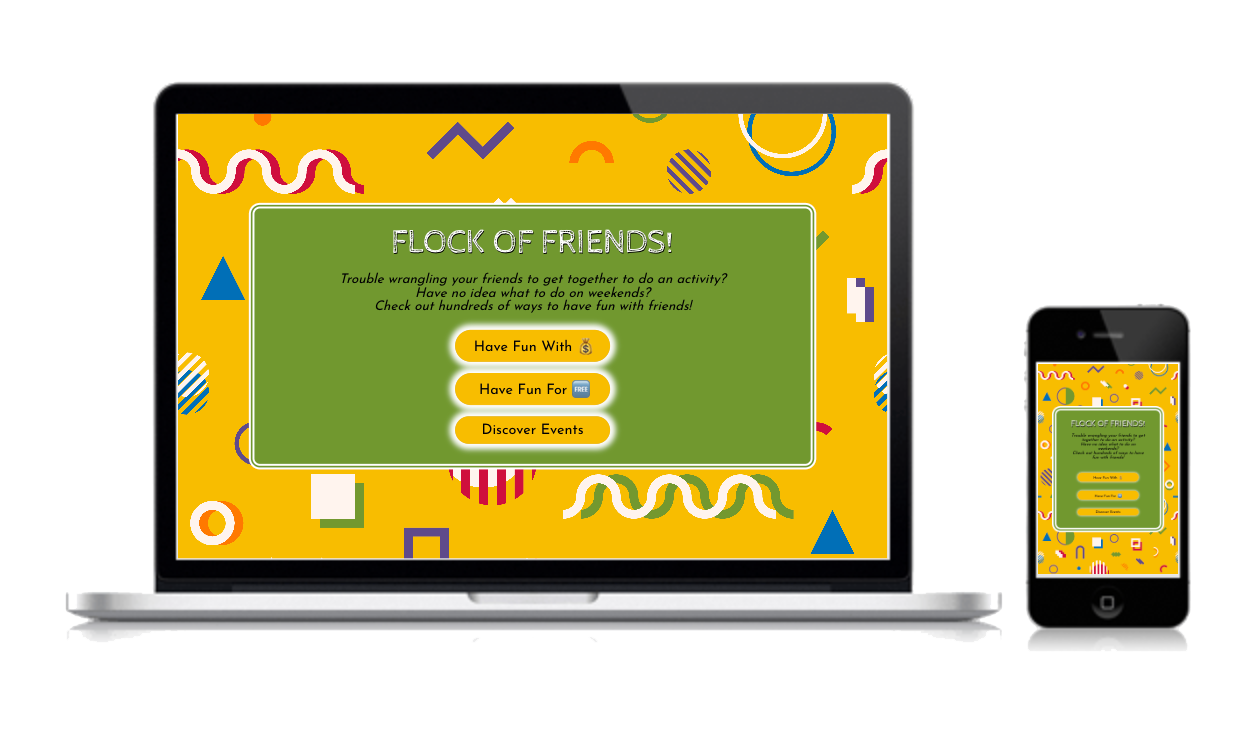 FLOCK OF FRIENDS!
Trouble wrangling your friends to get together to do an activity?
Have no idea what to do on weekends?
Check out hundreds of ways to have fun with friends!
Have Fun With 💰
Have Fun For 🆓
Discover Events
FLOCK OF FRIENDS!
Trouble wrangling your friends to get
together to do an activity?
Have no idea what to do on
weekends?
Check out hundreds of ways to have
fun with friends!
Have Fun With 💰
Have Fun For 🆓
Discover Events